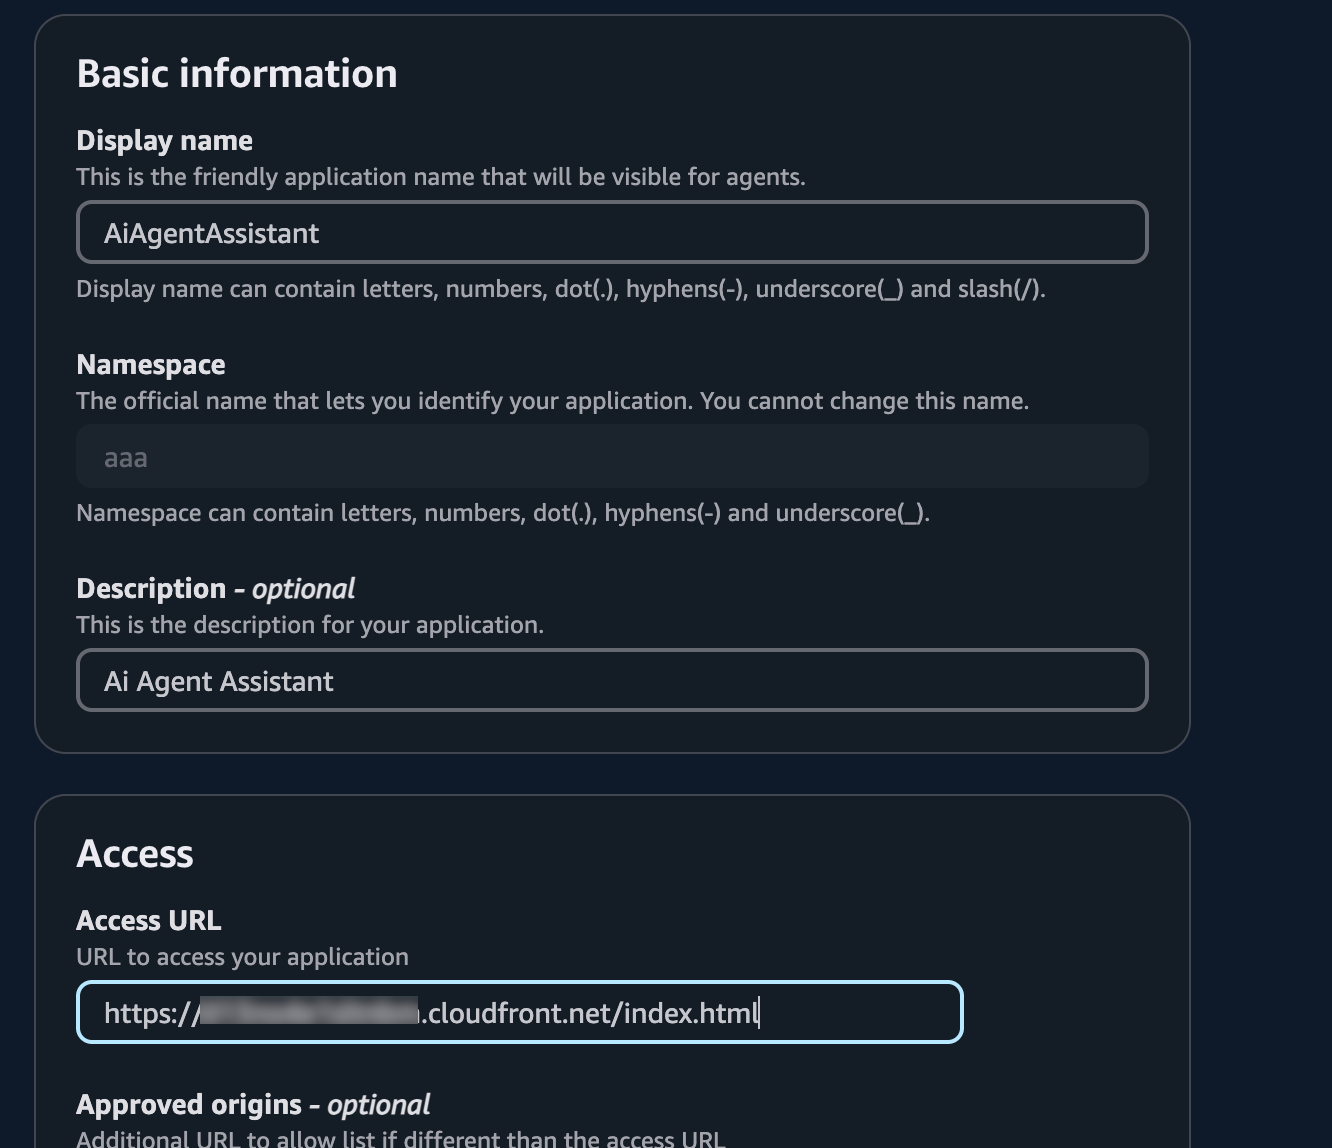 Basic information
Display name
This is the friendly application name that will be visible for agents.
AiAgentAssistant
Display name can contain letters, numbers, dot(.), hyphens(-), underscore(_) and slash(/).
Namespace
The official name that lets you identify your application. You cannot change this name.
aaa
Namespace can contain letters, numbers, dot(.), hyphens(-) and underscore(_).
Description - optional
This is the description for your application.
Ai Agent Assistant
Access
Access URL
URL to access your application
https://.cloudfront.net/index.html
Approved origins - optional
Additional URL to allow list if different than the access URL